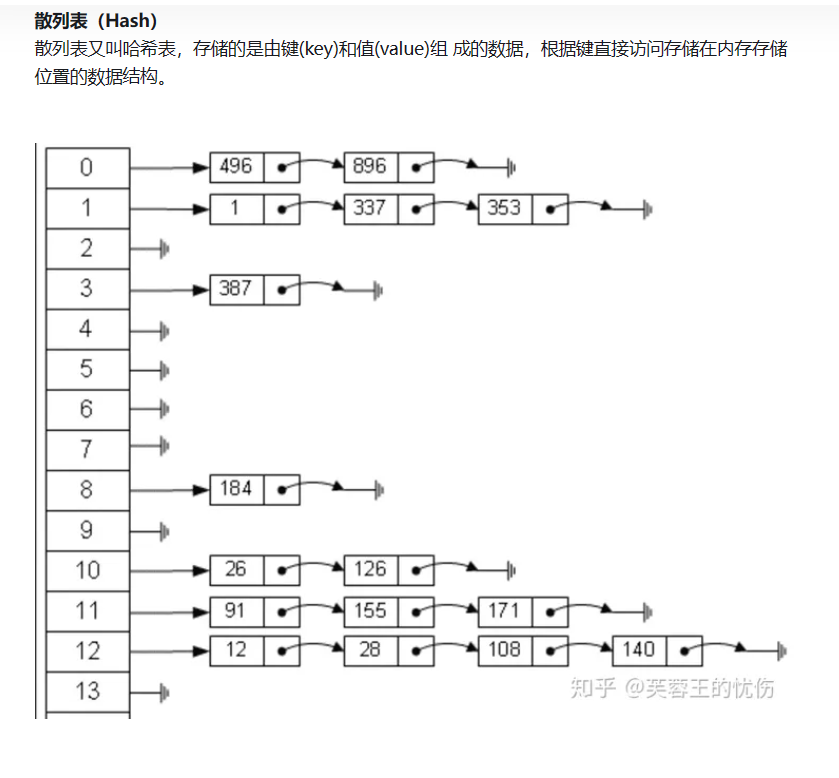 散列表（Hash）
散列表又叫哈希表，存储的是由键(key)和值(value)组 成的数据，根据键直接访问存储在内存存储
位置的数据结构。
0 496 896
1 1 337 353
2
3 387
4
5
6
7
8 184
9
10 26 126
11 91 155 171
12 12 28 108 140
13
知乎 @芙蓉王的忧伤